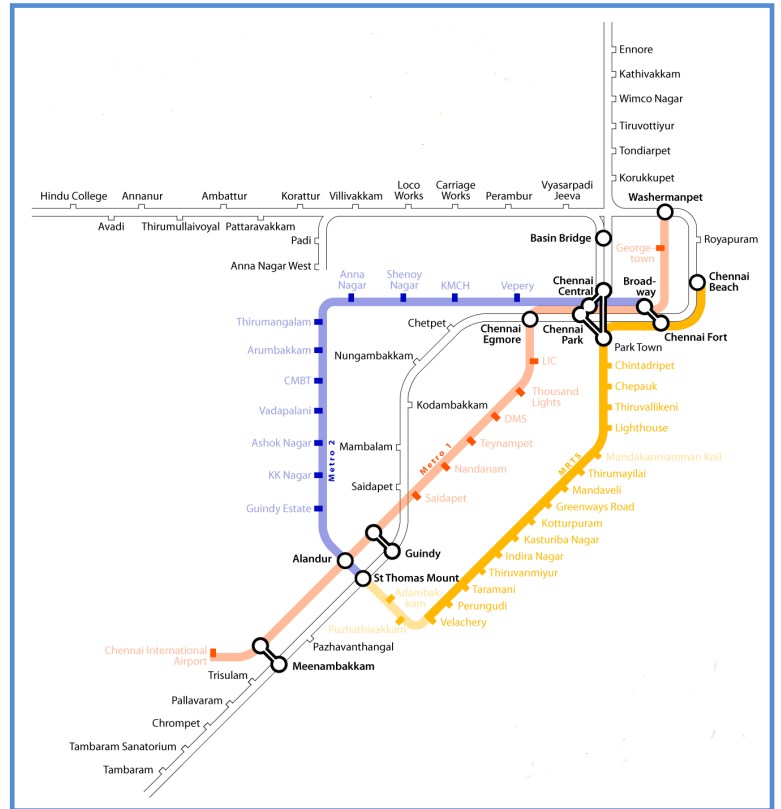 Ennore
Kathivakkam
Wimco Nagar
Tiruvottiyur
Tondiarpet
Korukkupet
Hindu College
Annanur
Ambattur
Korattur
Villivakkam
Loco
Works
Carriage
Works
Perambur
Vyasarpadi
Jeeva
Washermanpet
Avadi
Thirumullaivoyal
Pattaravakkam
Padi
Anna Nagar West
Basin Bridge
George-
town
Royapuram
Anna
Nagar
Shenoy
Nagar
KMCH
Vepery
Chennai
Central
Broad-
way
Chennai
Beach
Thirumangalam
Chetpet
Chennai
Egmore
Chennai
Park
Park Town
Chennai Fort
Arumbakkam
Nungambakkam
LIC
Chintadripet
CMBT
Thousand
Lights
Chepauk
Kodambakkam
Vadapalani
DMS
Thiruvallikeni
Lighthouse
Ashok Nagar
Metro 2
Mambalam
Metro 1
Teynampet
MRTS
Mundakanniamman Koil
KK Nagar
Saidapet
Nandanam
Thirumayilai
Mandaveli
Guindy Estate
Saidapet
Greenways Road
Kotturpuram
Kasturiba Nagar
Alandur
Guindy
Indira Nagar
St Thomas Mount
Thiruvanmiyur
Adambak-
kam
Taramani
Perungudi
Puzhathivakkam
Velachery
Chennai International
Airport
Pazhavanthangal
Meenambakkam
Trisulam
Pallavaram
Chrompet
Tambaram Sanatorium
Tambaram